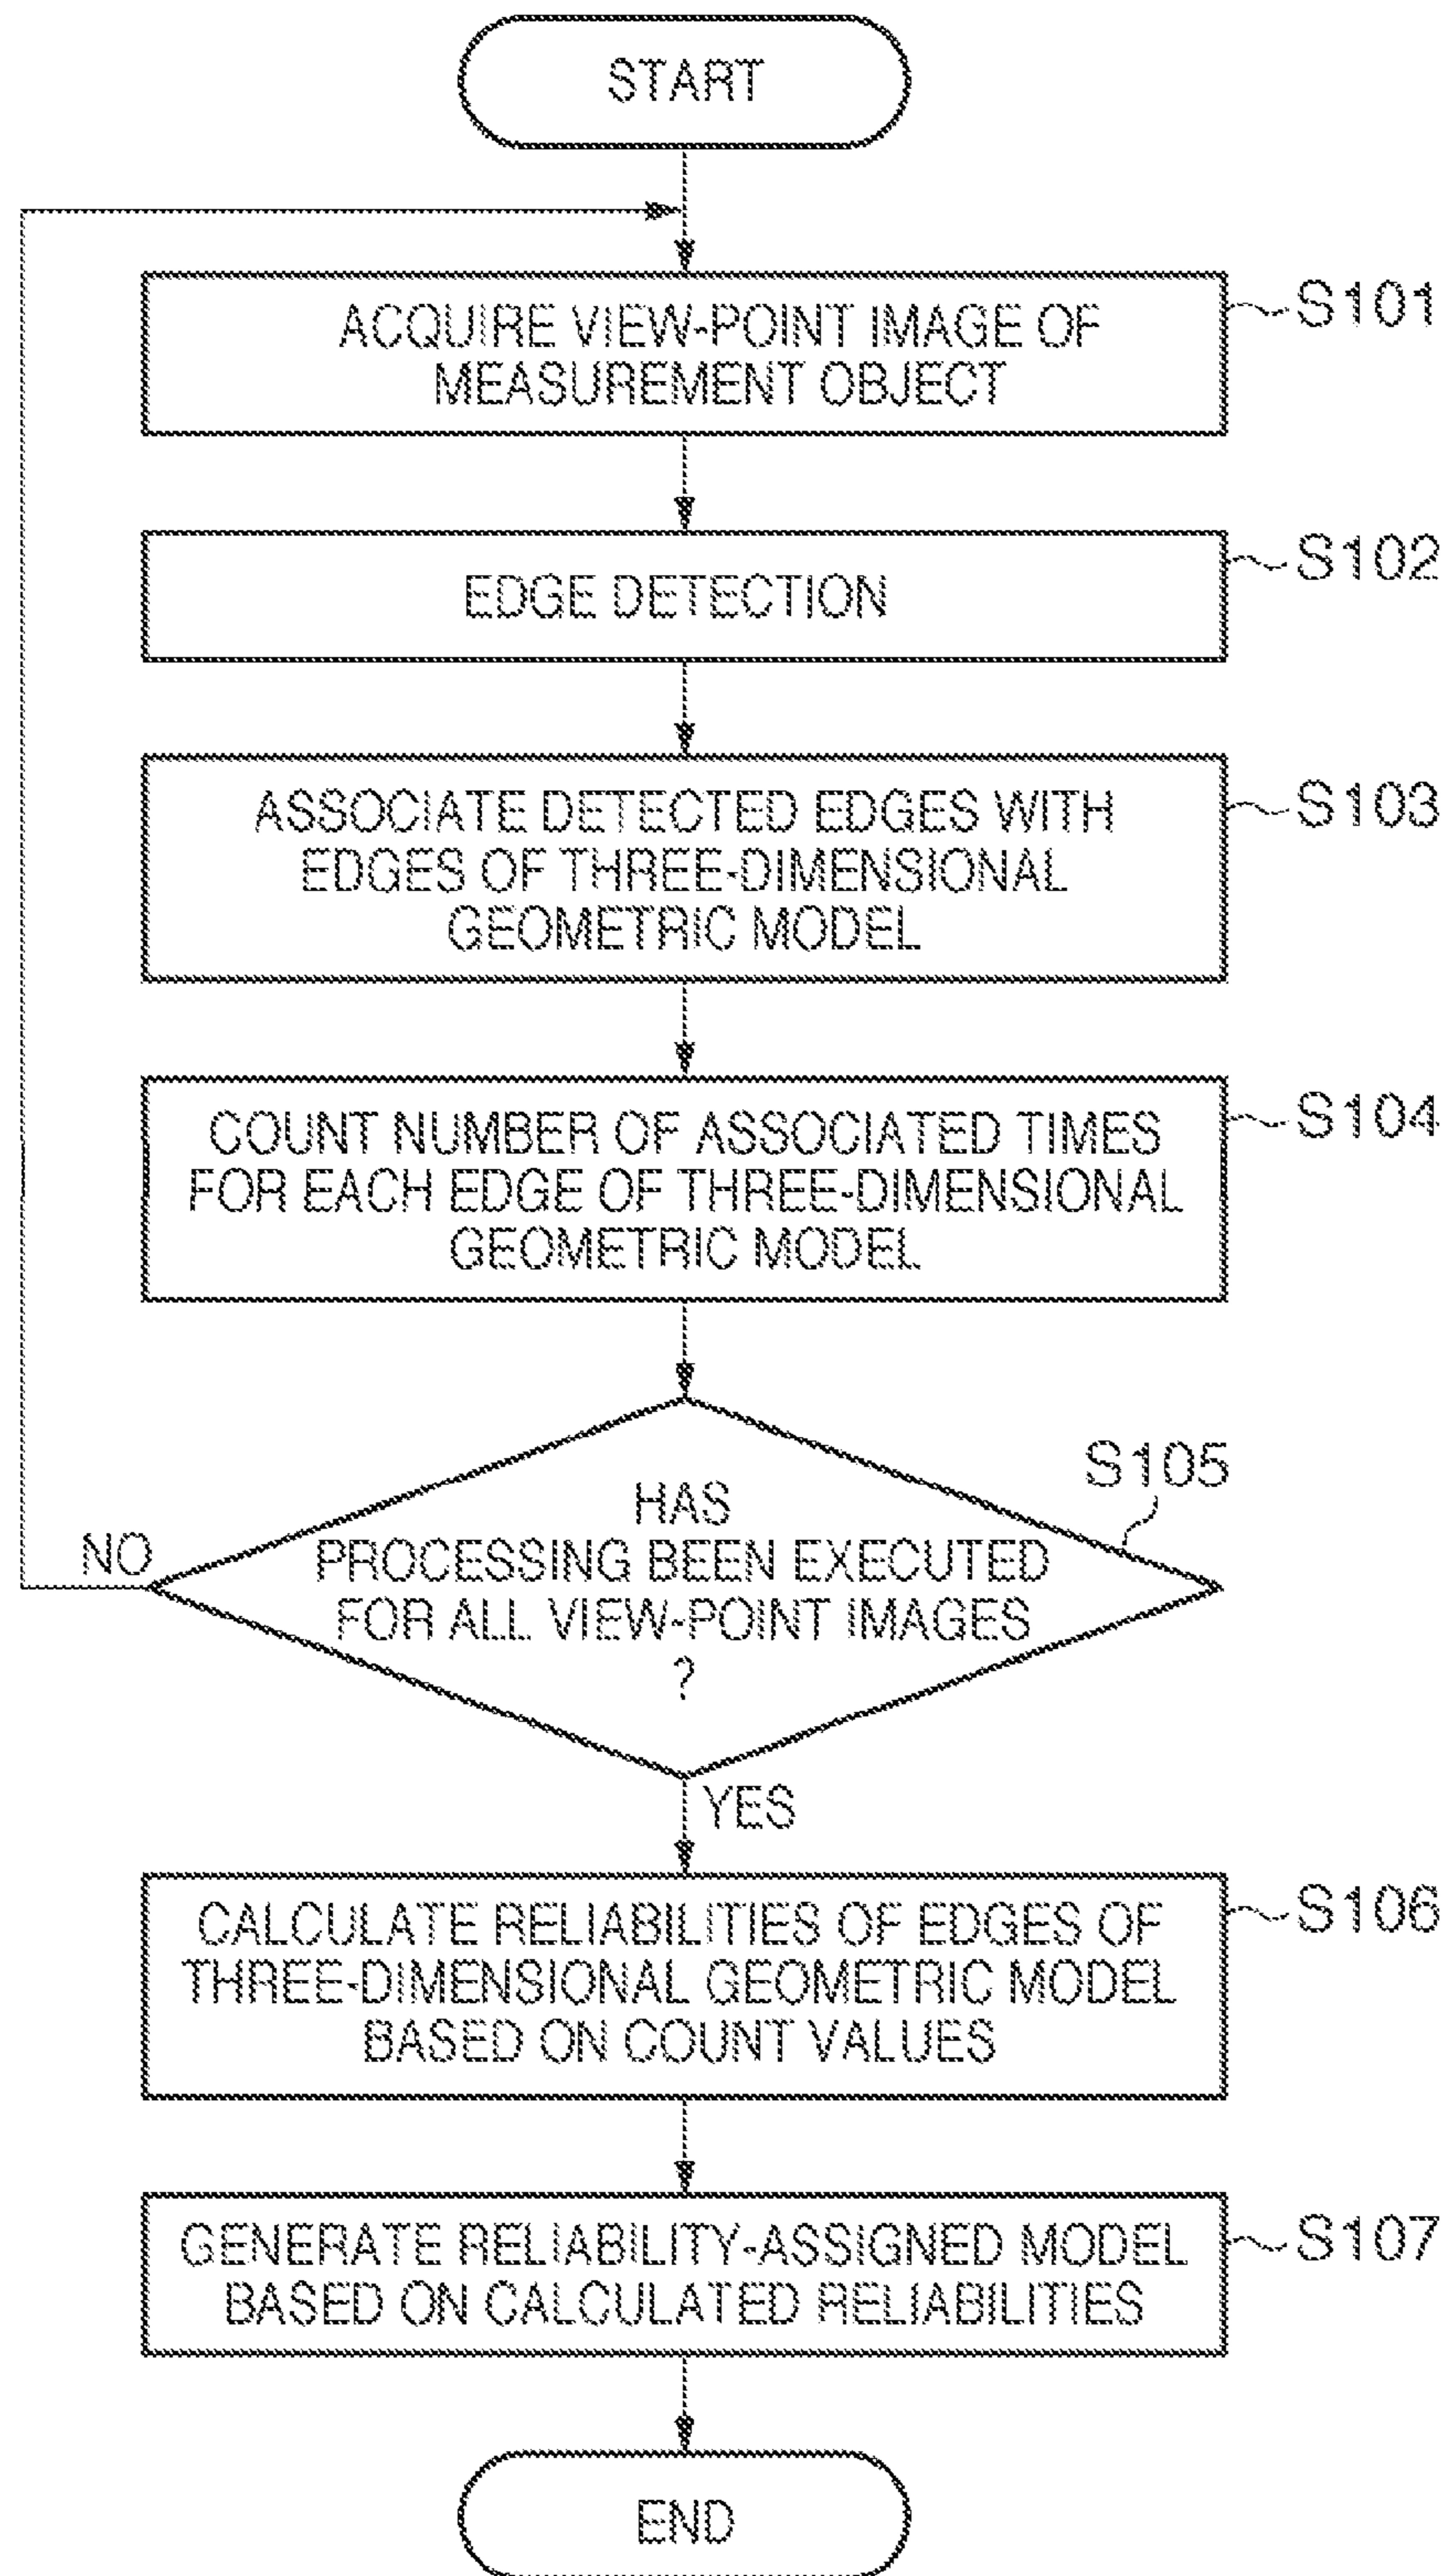 START
ACQUIRE VIEW-POINT IMAGE OF
MEASUREMENT OBJECT
S101
EDGE DETECTION
S102
ASSOCIATE DETECTED EDGES WITH
EDGES OF THREE-DIMENSIONAL
GEOMETRIC MODEL
S103
COUNT NUMBER OF ASSOCIATED TIMES
FOR EACH EDGE OF THREE-DIMENSIONAL
GEOMETRIC MODEL
S104
HAS
PROCESSING BEEN EXECUTED
FOR ALL VIEW-POINT IMAGES
?
S105
NO
YES
CALCULATE RELIABILITIES OF EDGES OF
THREE-DIMENSIONAL GEOMETRIC MODEL
BASED ON COUNT VALUES
S106
GENERATE RELIABILITY-ASSIGNED MODEL
BASED ON CALCULATED RELIABILITIES
S107
END